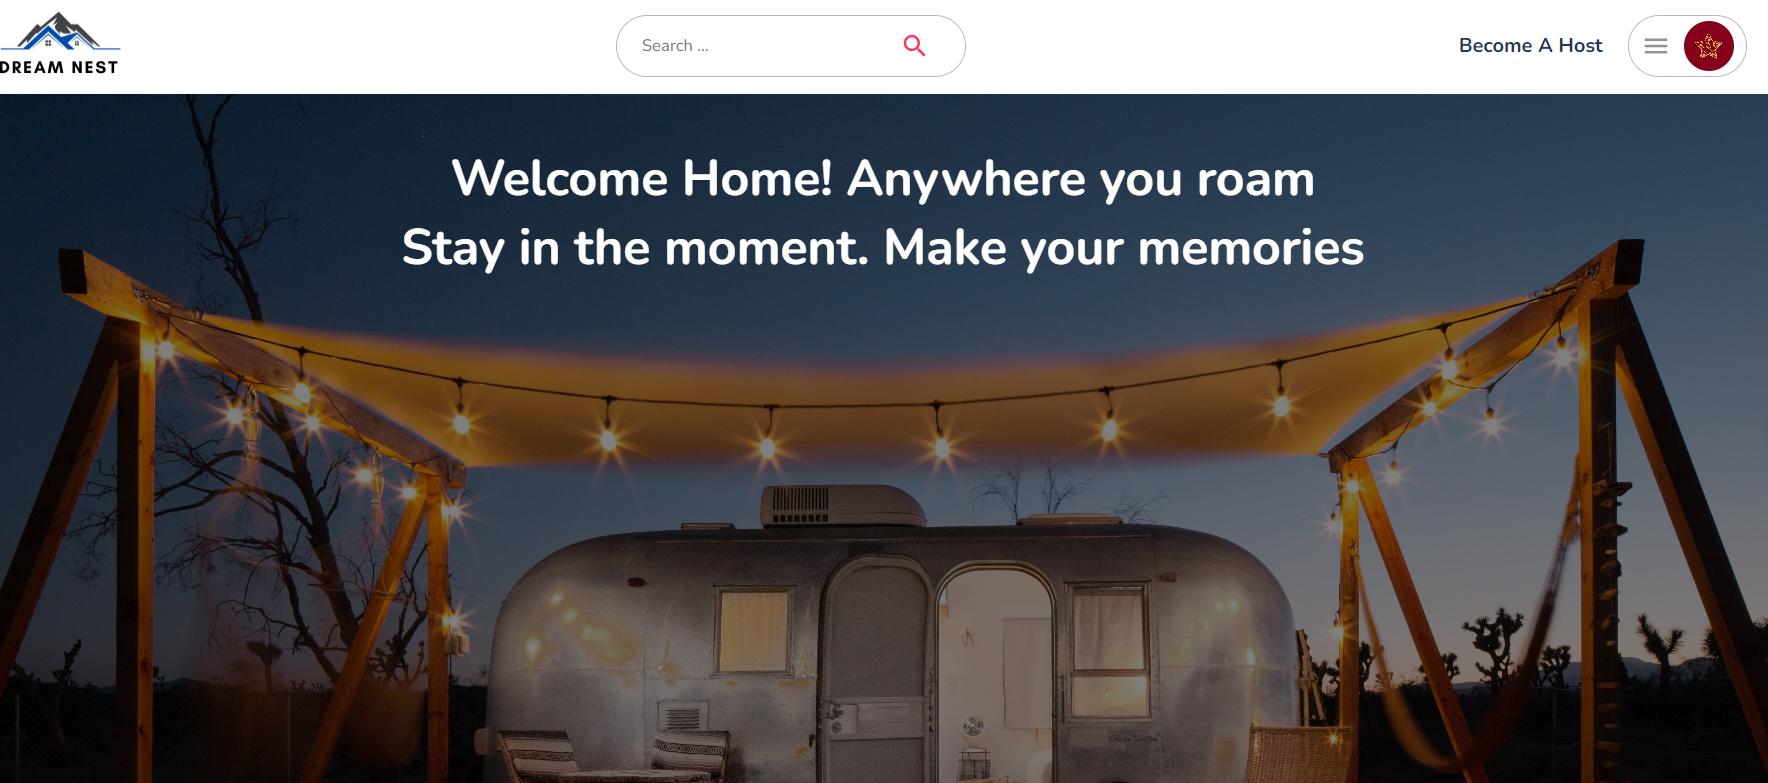 DREAM NEST
Search ...
Become A Host
Welcome Home! Anywhere you roam
Stay in the moment. Make your memories